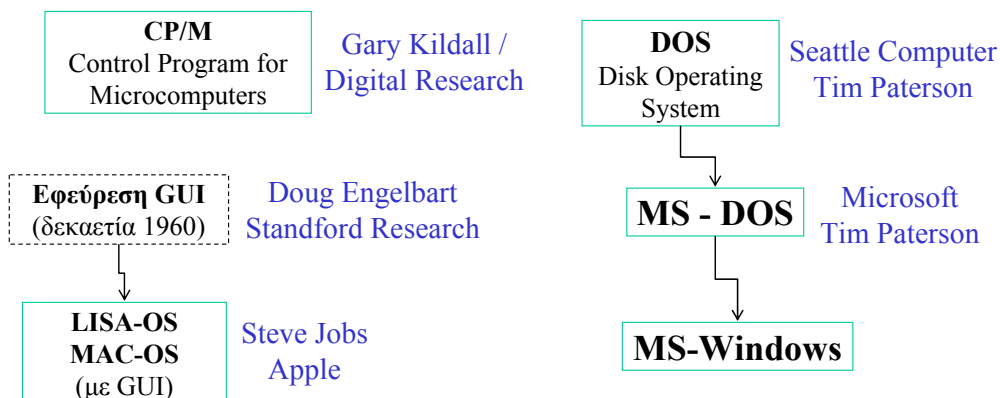 CP/M
Control Program for
Microcomputers
Gary Kildall /
Digital Research
DOS
Disk Operating
System
Seattle Computer
Tim Paterson
Εφεύρεση GUI
(δεκαετία 1960)
Doug Engelbart
Standford Research
MS - DOS
Microsoft
Tim Paterson
LISA-OS
MAC-OS
(με GUI)
Steve Jobs
Apple
MS-Windows